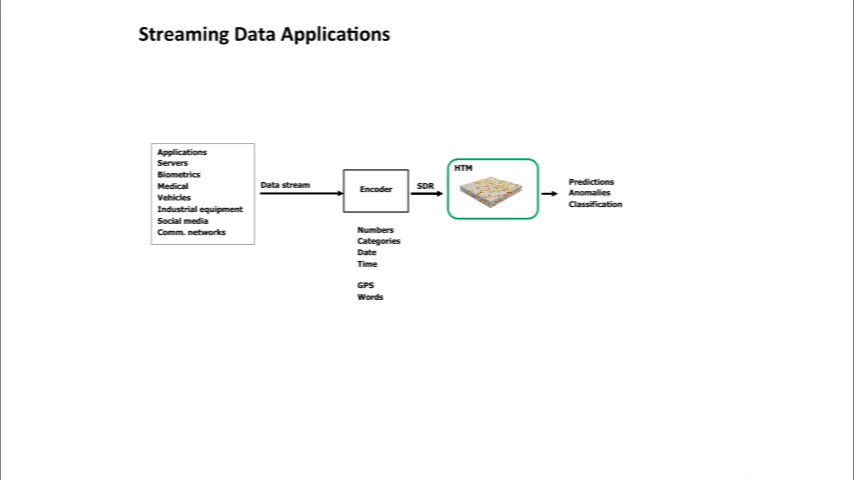 Streaming Data Applications
Applications
Servers
Biometrics
Medical
Vehicles
Industrial equipment
Social media
Comm. networks
Data stream
Encoder
Numbers
Categories
Date
Time
GPS
Words
SDR
HTM
Predictions
Anomalies
Classification